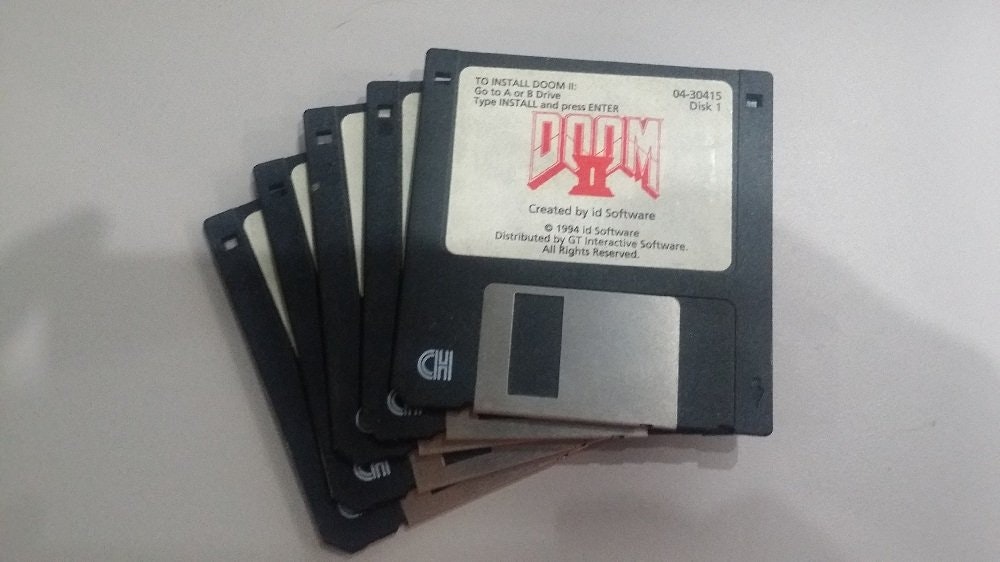 TO INSTALL DOOM II:
Go to A or B Drive
Type INSTALL and press ENTER
04-30415
Disk 1
DOOM
II
Created by id Software
© 1994 id Software
Distributed by GT Interactive Software.
All Rights Reserved.